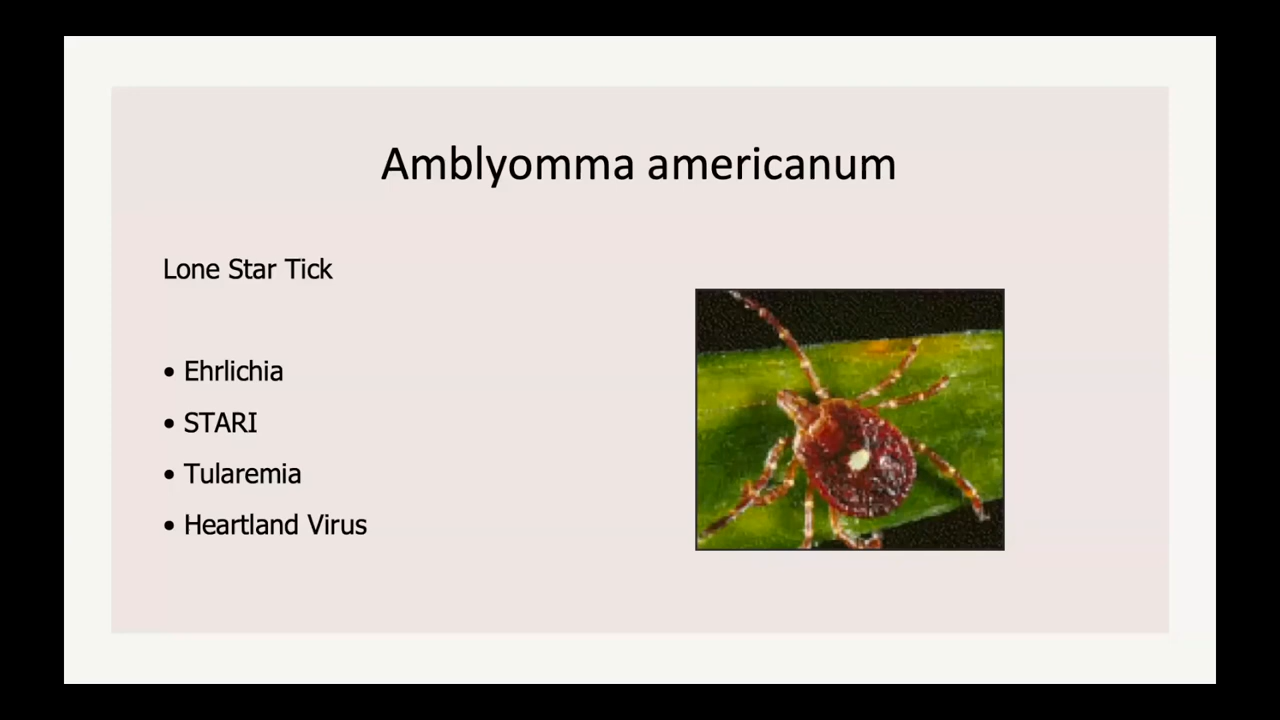 Amblyomma americanum
Lone Star Tick
• Ehrlichia
• STARI
• Tularemia
• Heartland Virus